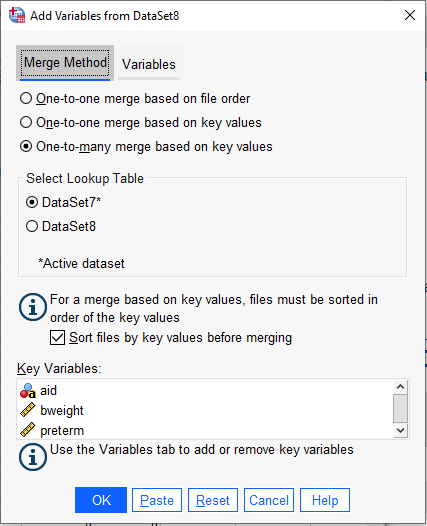 Add Variables from DataSet8
Merge Method
Variables
One-to-one merge based on file order
One-to-one merge based on key values
One-to-many merge based on key values
Select Lookup Table
DataSet7*
DataSet8
*Active dataset
For a merge based on key values, files must be sorted in
order of the key values
Sort files by key values before merging
Key Variables:
aid
bweight
preterm
Use the Variables tab to add or remove key variables
OK
Paste
Reset
Cancel
Help